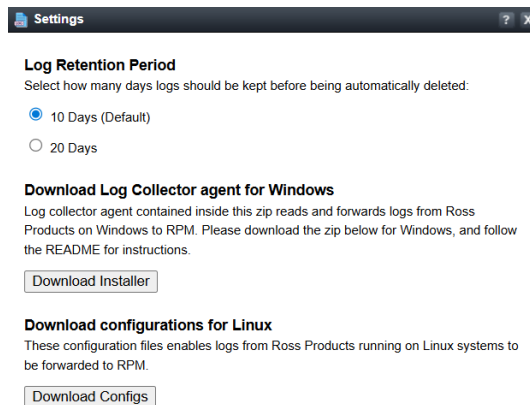 Settings
? X
Log Retention Period
Select how many days logs should be kept before being automatically deleted:
10 Days (Default)
20 Days
Download Log Collector agent for Windows
Log collector agent contained inside this zip reads and forwards logs from Ross
Products on Windows to RPM. Please download the zip below for Windows, and follow
the README for instructions.
Download Installer
Download configurations for Linux
These configuration files enables logs from Ross Products running on Linux systems to
be forwarded to RPM.
Download Configs